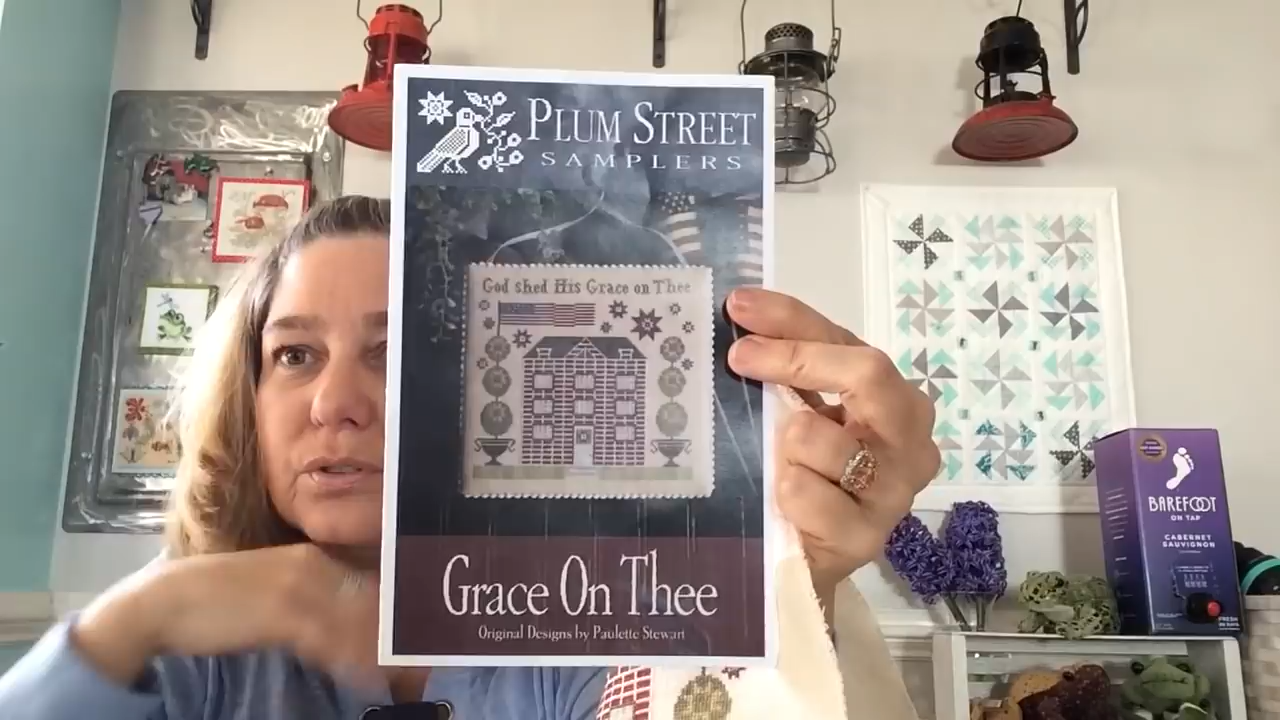 PLUM STREET
SAMPLERS
God shed His Grace on Thee
GRACE ON THEE
Original Designs by Paulette Stewart
BAREFOOT
ON TAP
CABERNET
SAUVIGNON
FRESH